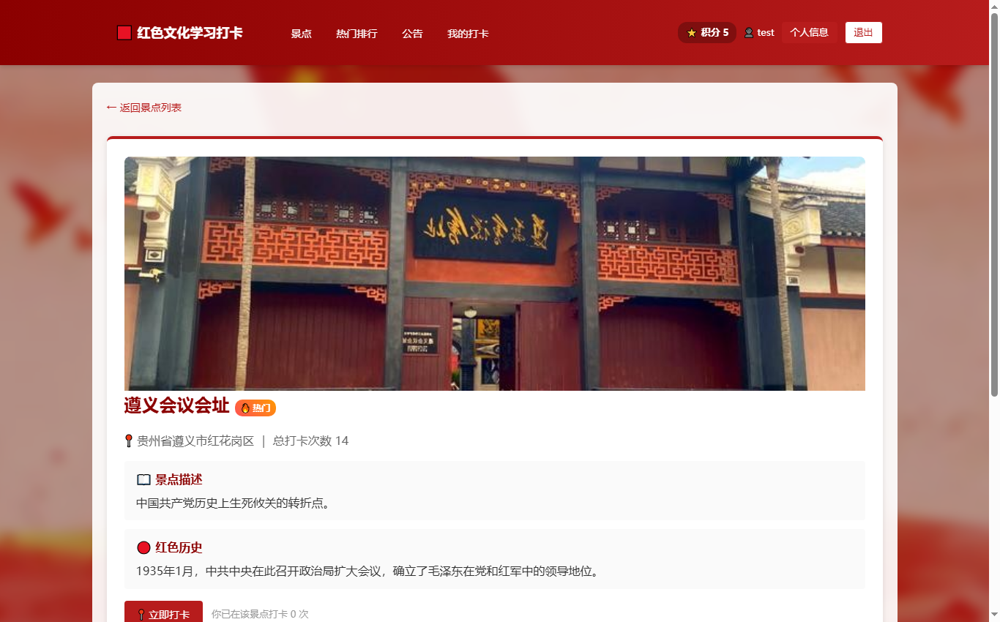 红色文化学习打卡
景点 热门排行 公告 我的打卡
积分 5 test 个人信息 退出
← 返回景点列表
遵义会议会址
遵义会议会址 热门
贵州省遵义市红花岗区 | 总打卡次数 14
景点描述
中国共产党历史上生死攸关的转折点。
红色历史
1935年1月，中共中央在此召开政治局扩大会议，确立了毛泽东在党和红军中的领导地位。
立即打卡 你已在该景点打卡 0 次